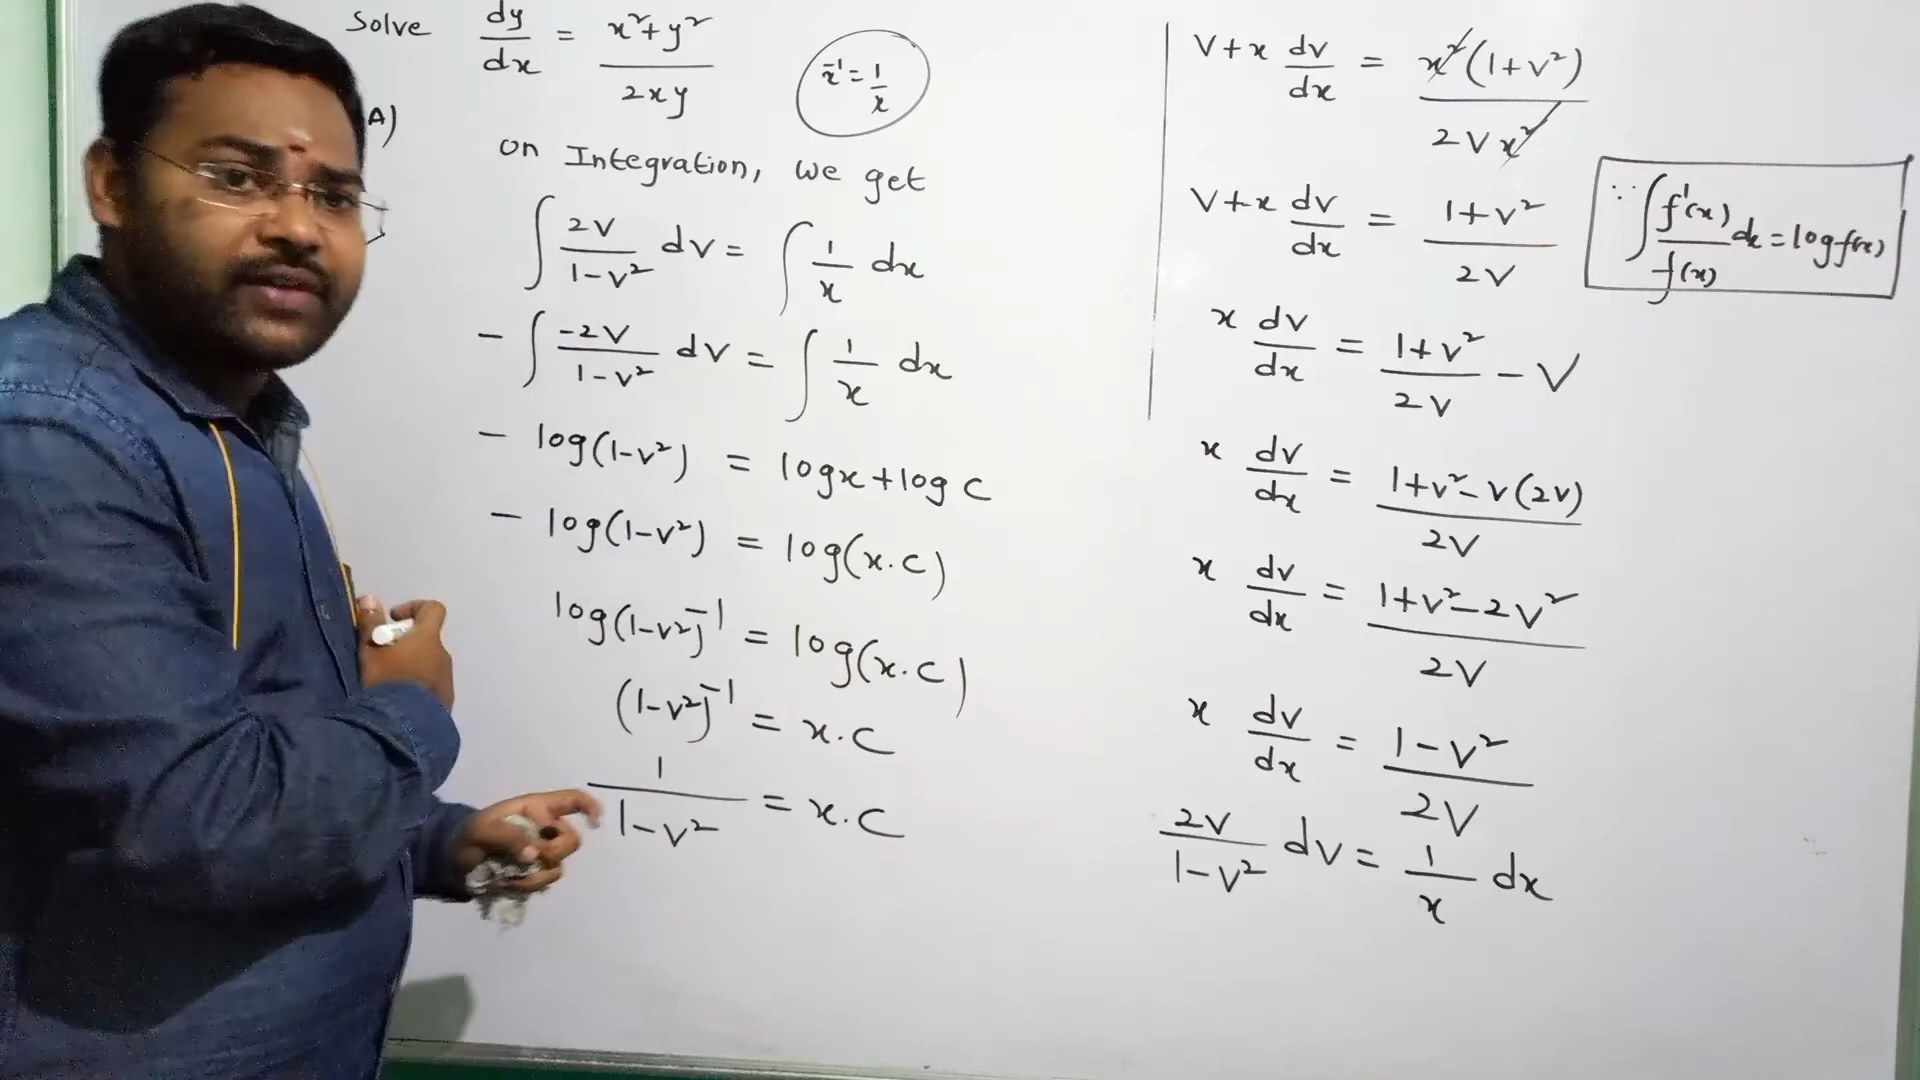 Solve dy/dx = x²+y²/2xy
x⁻¹ = 1/x
A)
on Integration, we get
∫ 2v/1-v² dv = ∫ 1/x dx
- ∫ -2v/1-v² dv = ∫ 1/x dx
- log(1-v²) = logx+log c
- log(1-v²) = log(x.c)
log(1-v²)⁻¹ = log(x.c)
(1-v²)⁻¹ = x.c
1/1-v² = x.c
v+x dv/dx = x²(1+v²)/2vx²
v+x dv/dx = 1+v²/2v
∵ ∫ f'(x)/f(x) dx = log f(x)
x dv/dx = 1+v²/2v - v
x dv/dx = 1+v²-v(2v)/2v
x dv/dx = 1+v²-2v²/2v
x dv/dx = 1-v²/2v
2v/1-v² dv = 1/x dx